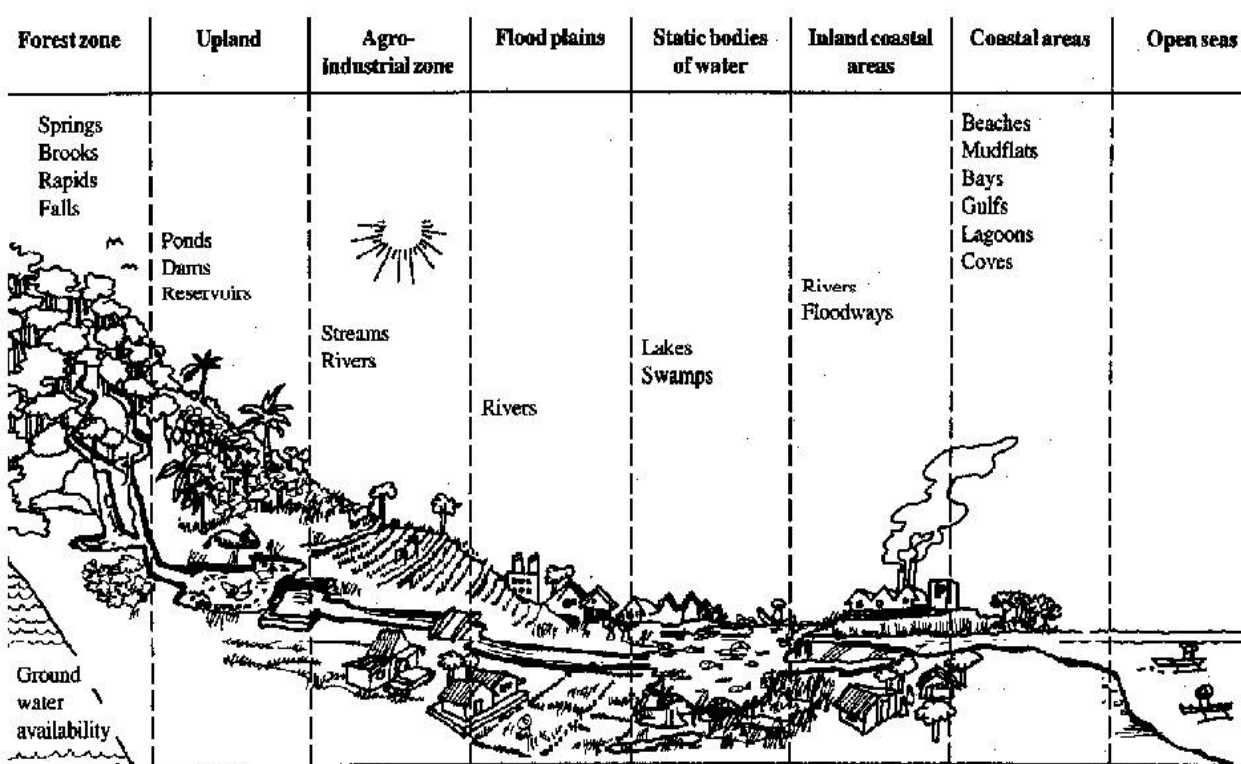 Forest zone
Upland
Agro-
industrial zone
Flood plains
Static bodies
of water
Inland coastal
areas
Coastal areas
Open seas
Springs
Brooks
Rapids
Falls
Ponds
Dams
Reservoirs
Streams
Rivers
Rivers
Lakes
Swamps
Rivers
Floodways
Beaches
Mudflats
Bays
Gulfs
Lagoons
Coves
Ground
water
availability